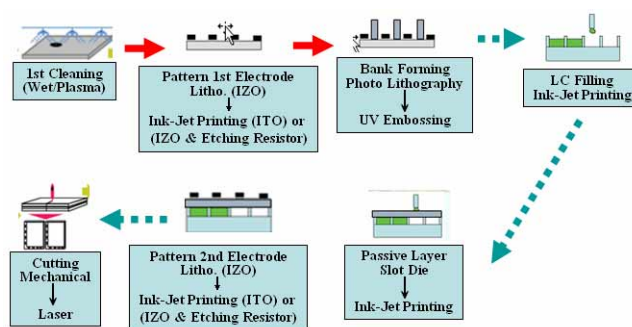 1st Cleaning
(Wet/Plasma)
Pattern 1st Electrode
Litho. (IZO)
Ink-Jet Printing (ITO) or
(IZO & Etching Resistor)
Bank Forming
Photo Lithography
UV Embossing
LC Filling
Ink-Jet Printing
Passive Layer
Slot Die
Ink-Jet Printing
Pattern 2nd Electrode
Litho. (IZO)
Ink-Jet Printing (ITO) or
(IZO & Etching Resistor)
Cutting
Mechanical
Laser